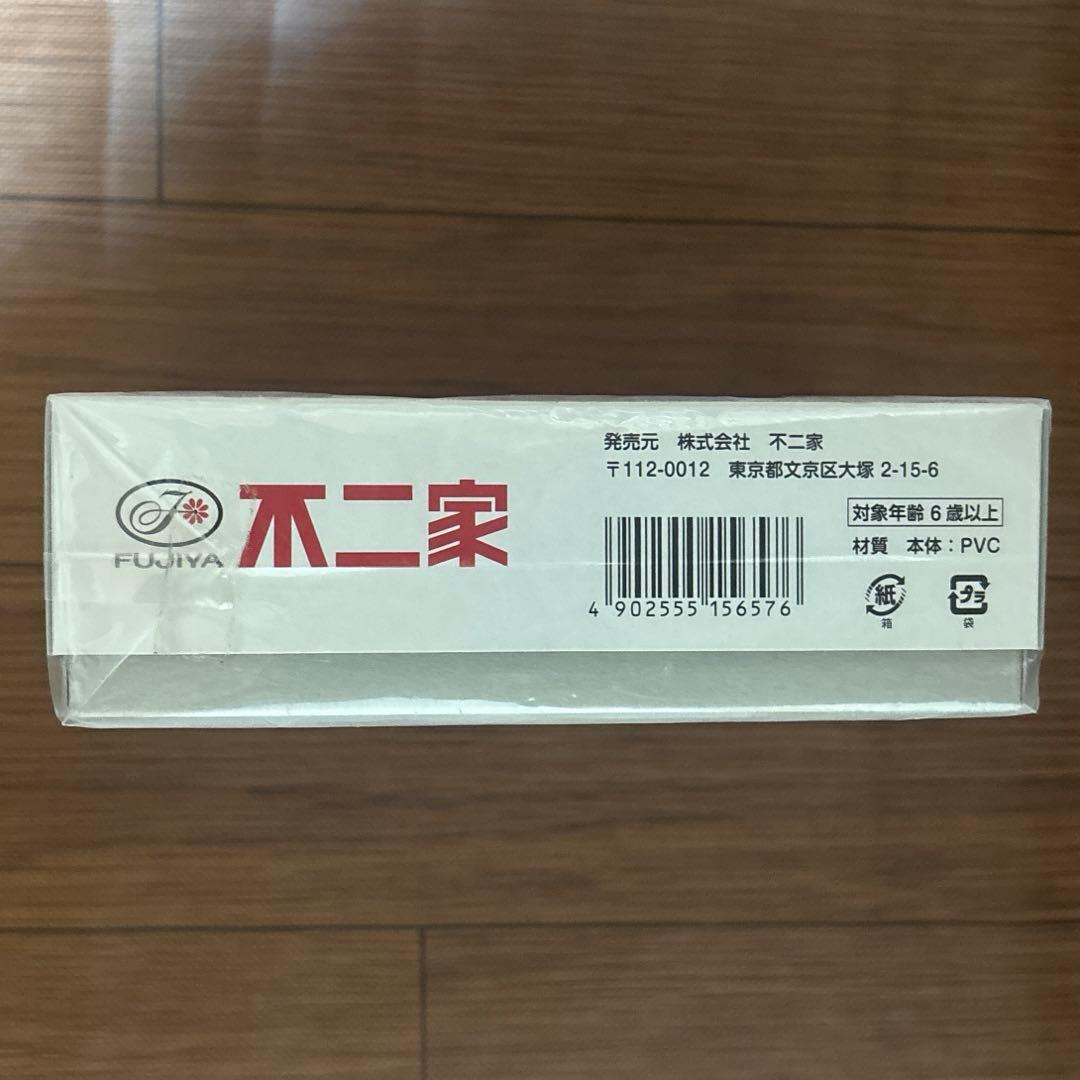 FUJIYA
不二家
発売元 株式会社 不二家
〒112-0012 東京都文京区大塚 2-15-6
対象年齢 6 歳以上
材質 本体：PVC
4 902555 156576
紙
箱
プラ
袋